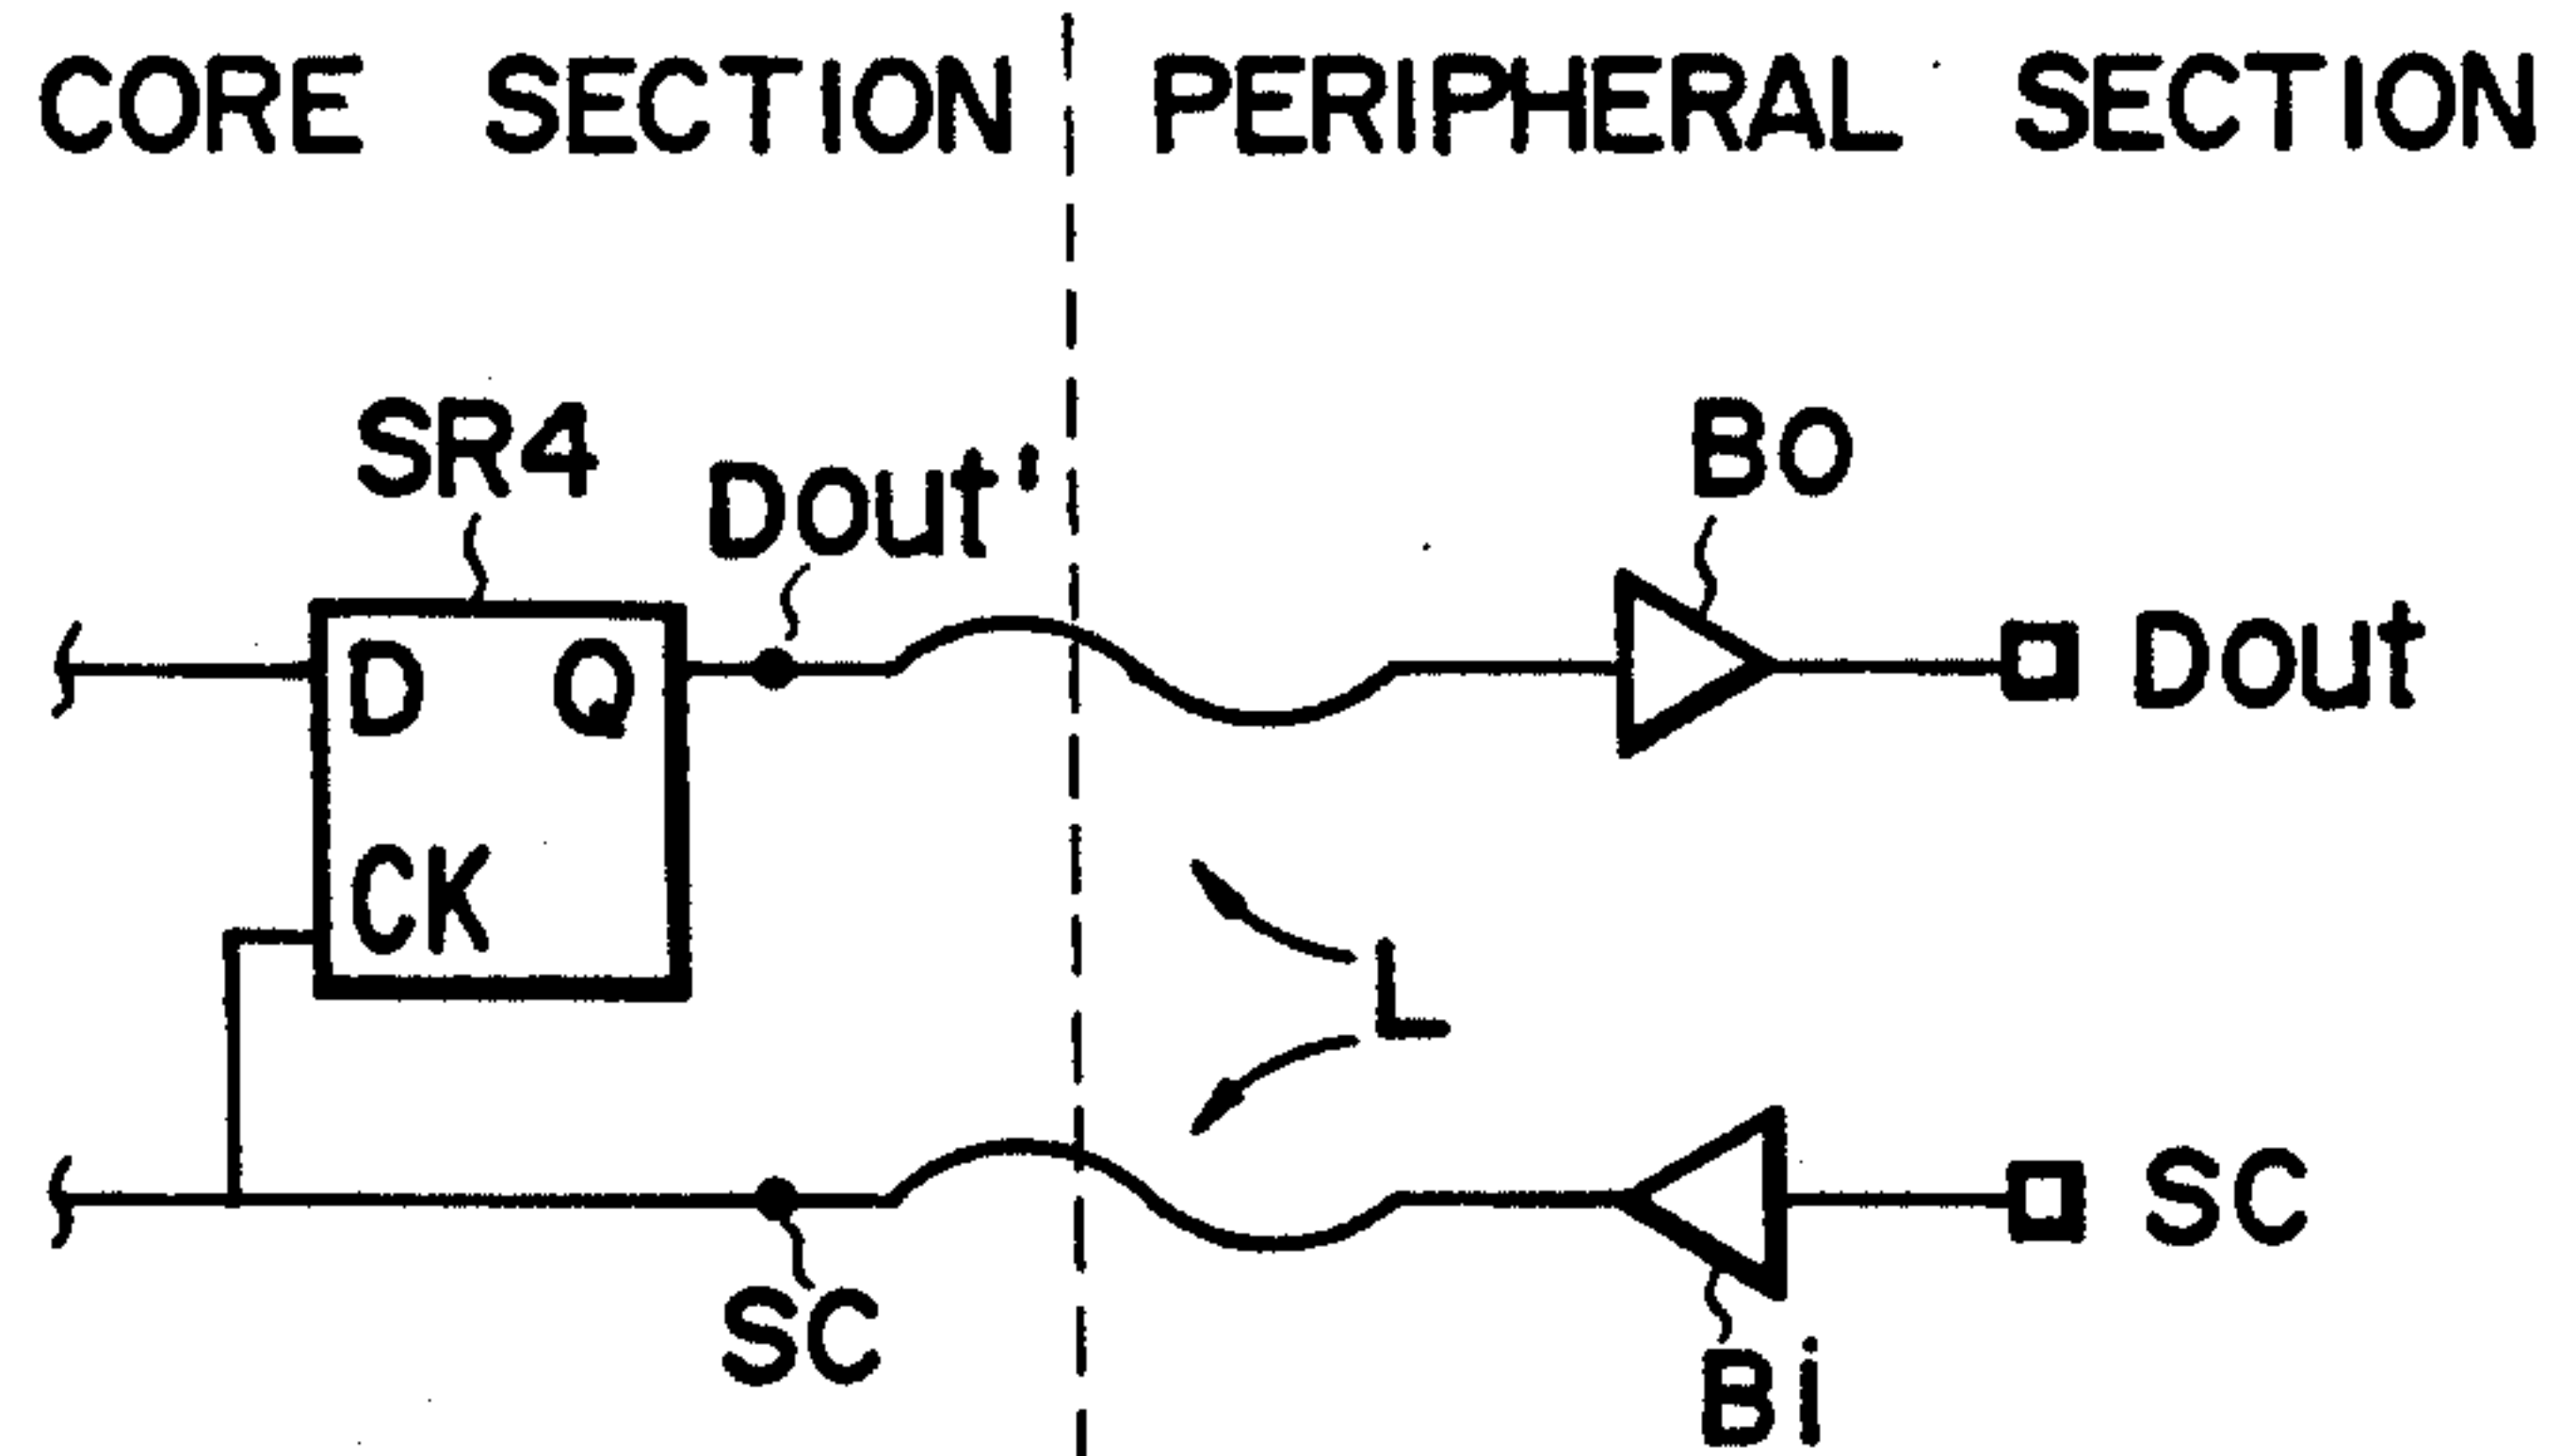 CORE SECTION
PERIPHERAL SECTION
SR4
Dout'
BO
D Q
Dout
CK
L
SC
SC
Bi